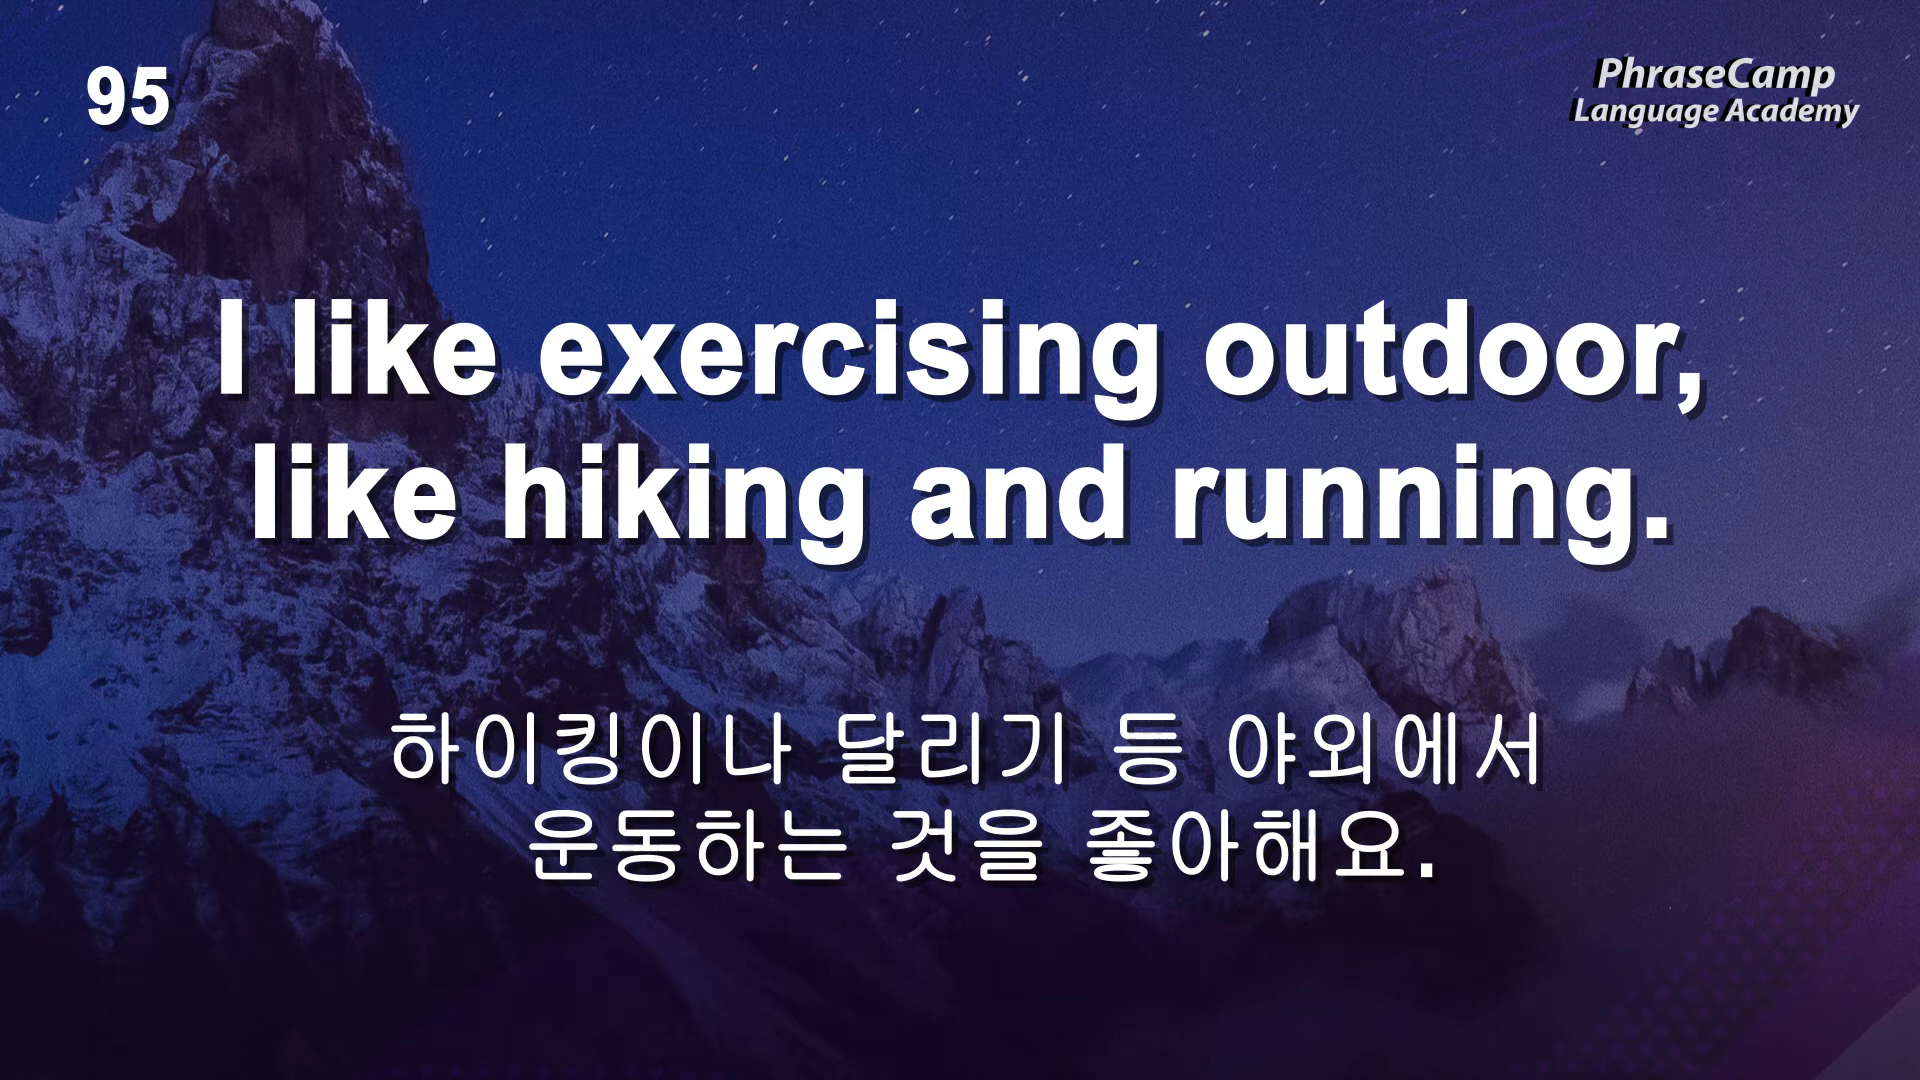 95
PhraseCamp
Language Academy
I like exercising outdoor,
like hiking and running.
하이킹이나 달리기 등 야외에서
운동하는 것을 좋아해요.